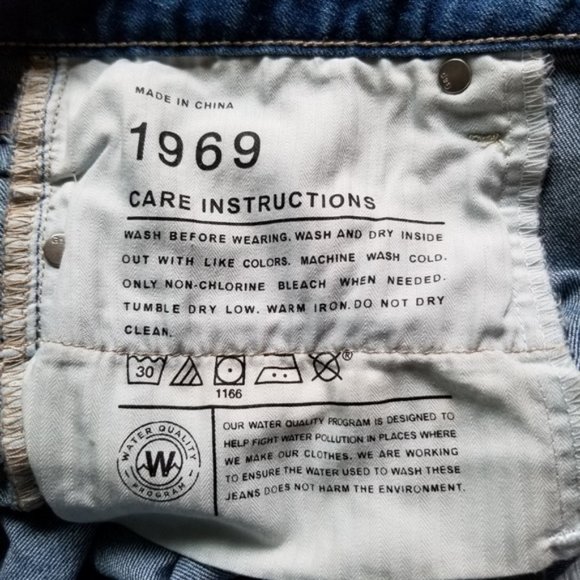 MADE IN CHINA
1969
CARE INSTRUCTIONS
WASH BEFORE WEARING. WASH AND DRY INSIDE
OUT WITH LIKE COLORS. MACHINE WASH COLD.
ONLY NON-CHLORINE BLEACH WHEN NEEDED.
TUMBLE DRY LOW. WARM IRON. DO NOT DRY
CLEAN.
30
®
1166
WATER QUALITY
W
PROGRAM
OUR WATER QUALITY PROGRAM IS DESIGNED TO
HELP FIGHT WATER POLLUTION IN PLACES WHERE
WE MAKE OUR CLOTHES. WE ARE WORKING
TO ENSURE THE WATER USED TO WASH THESE
JEANS DOES NOT HARM THE ENVIRONMENT.